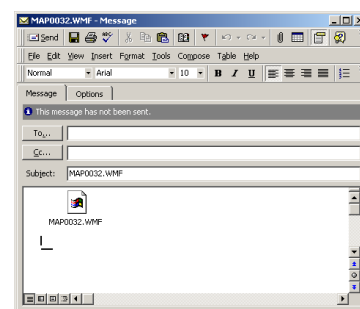 MAP0032.WMF - Message
Send
File Edit View Insert Format Tools Compose Table Help
Normal Arial 10 B I U
Message Options
This message has not been sent.
To...
Cc...
Subject: MAP0032.WMF
MAP0032.WMF